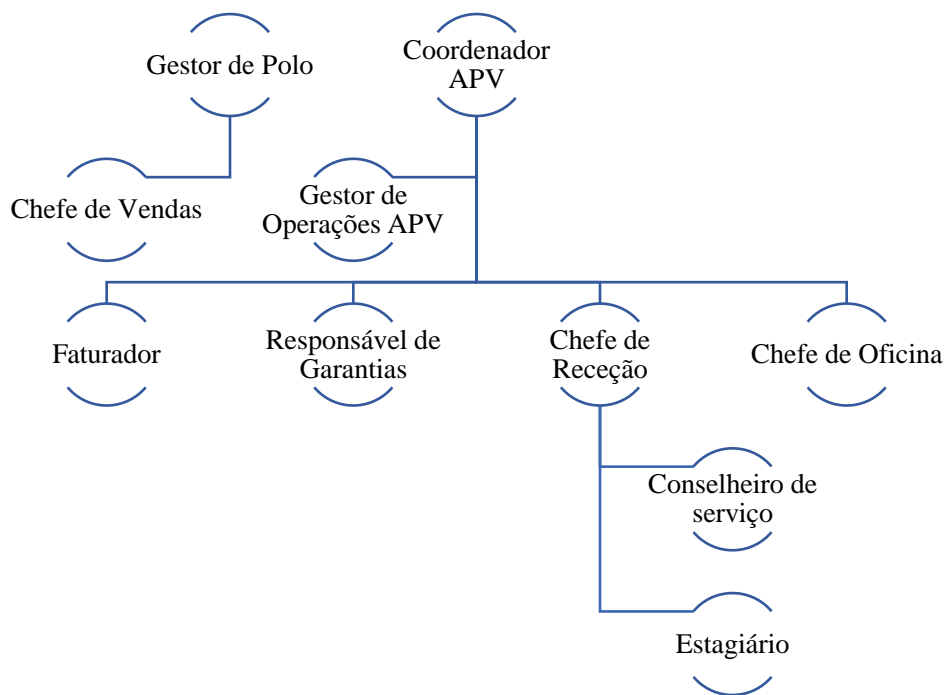 Gestor de Polo
Coordenador
APV
Chefe de Vendas
Gestor de
Operações APV
Faturador
Responsável de
Garantias
Chefe de
Receção
Chefe de Oficina
Conselheiro de
serviço
Estagiário